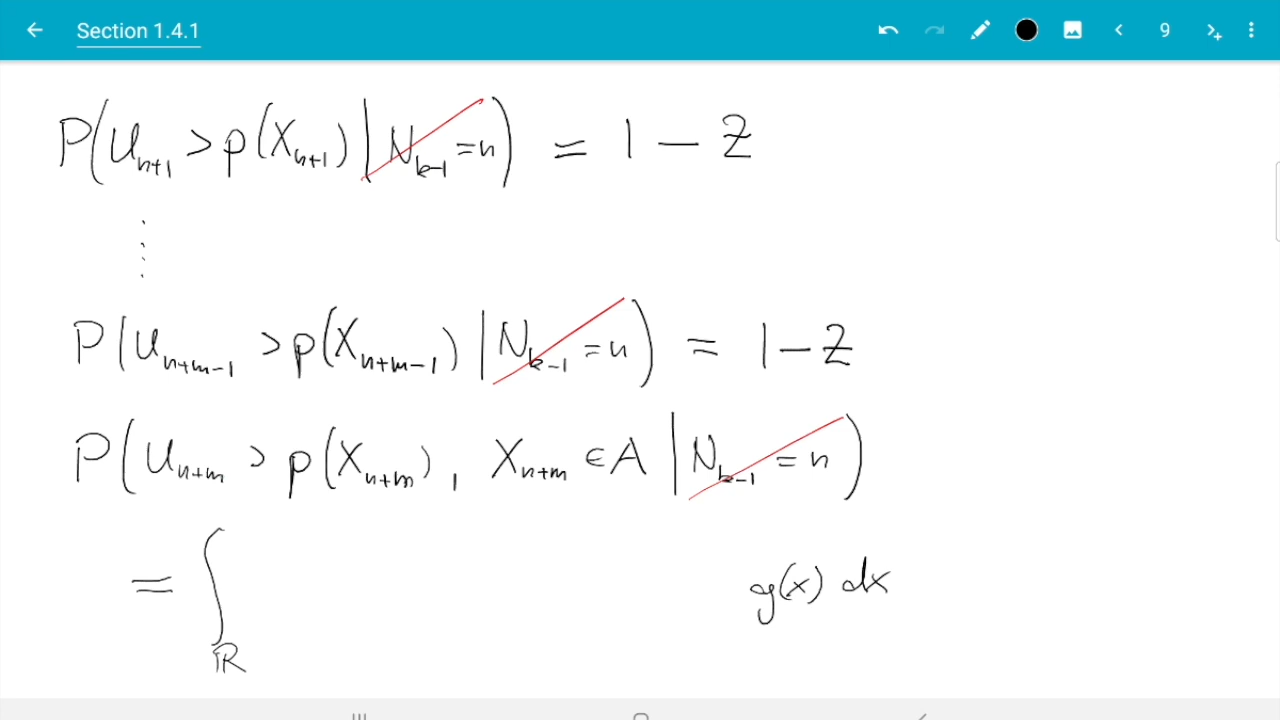 Section 1.4.1
9
P(U_{n+1} > p(X_{n+1}) | N_{k-1} = n) = 1 - Z
⋮
P(U_{n+m-1} > p(X_{n+m-1}) | N_{k-1} = n) = 1 - Z
P(U_{n+m} > p(X_{n+m}), X_{n+m} ∈ A | N_{k-1} = n)
= ∫_ℝ g(x) dx